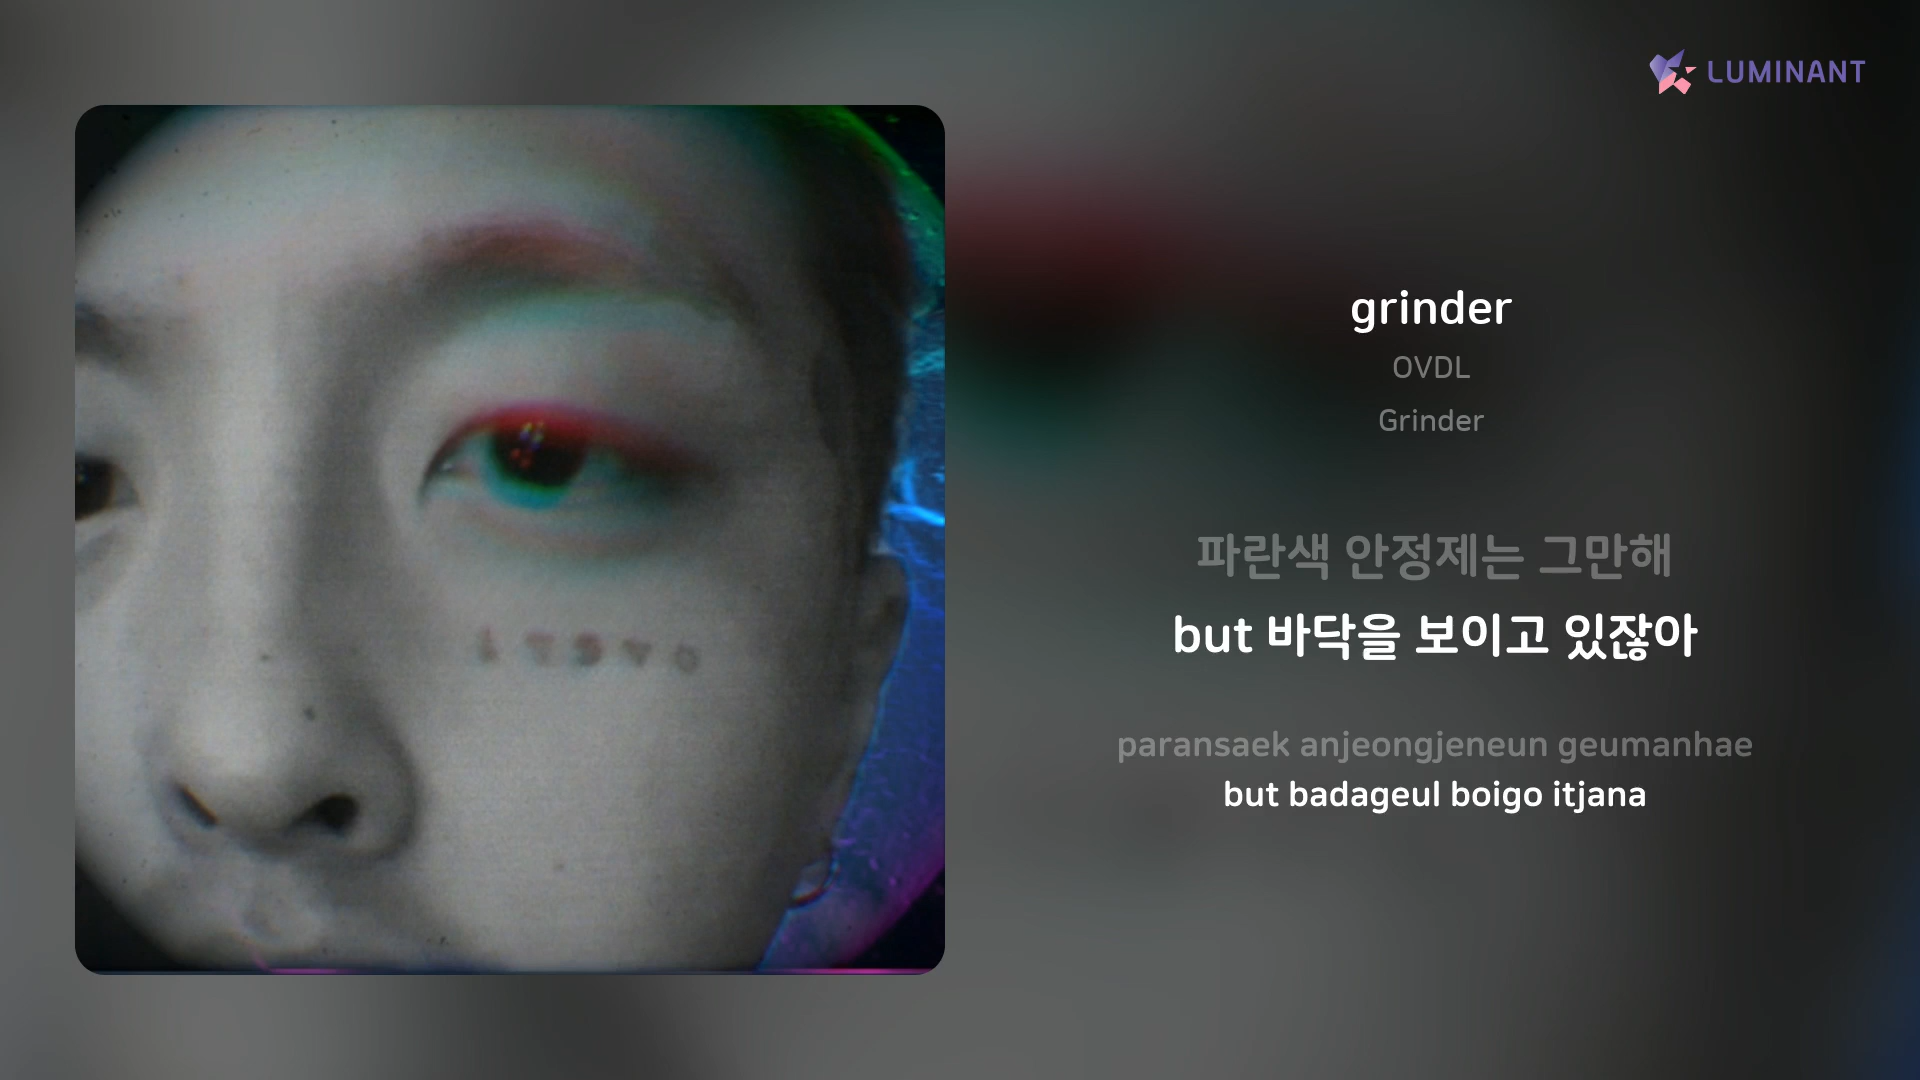 LUMINANT
grinder
OVDL
Grinder
파란색 안정제는 그만해
but 바닥을 보이고 있잖아
paransaek anjeongjeneun geumanhae
but badageul boigo itjana